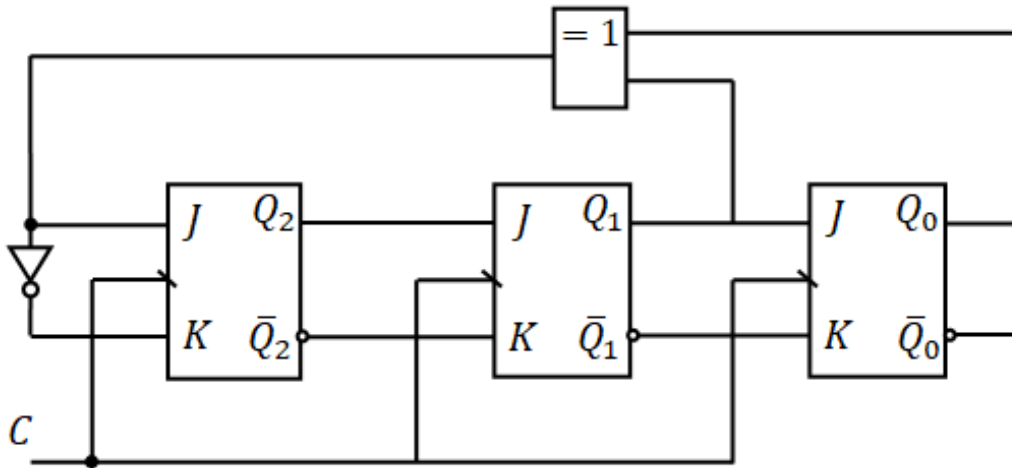 = 1
J Q₂ J Q₁ J Q₀
K Q̄₂ K Q̄₁ K Q̄₀
C